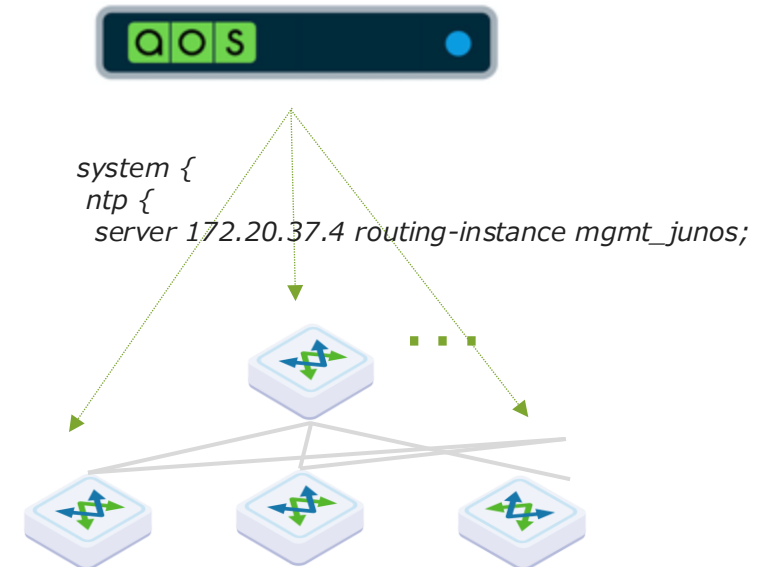 aos
system {
ntp {
server 172.20.37.4 routing-instance mgmt_junos;
...